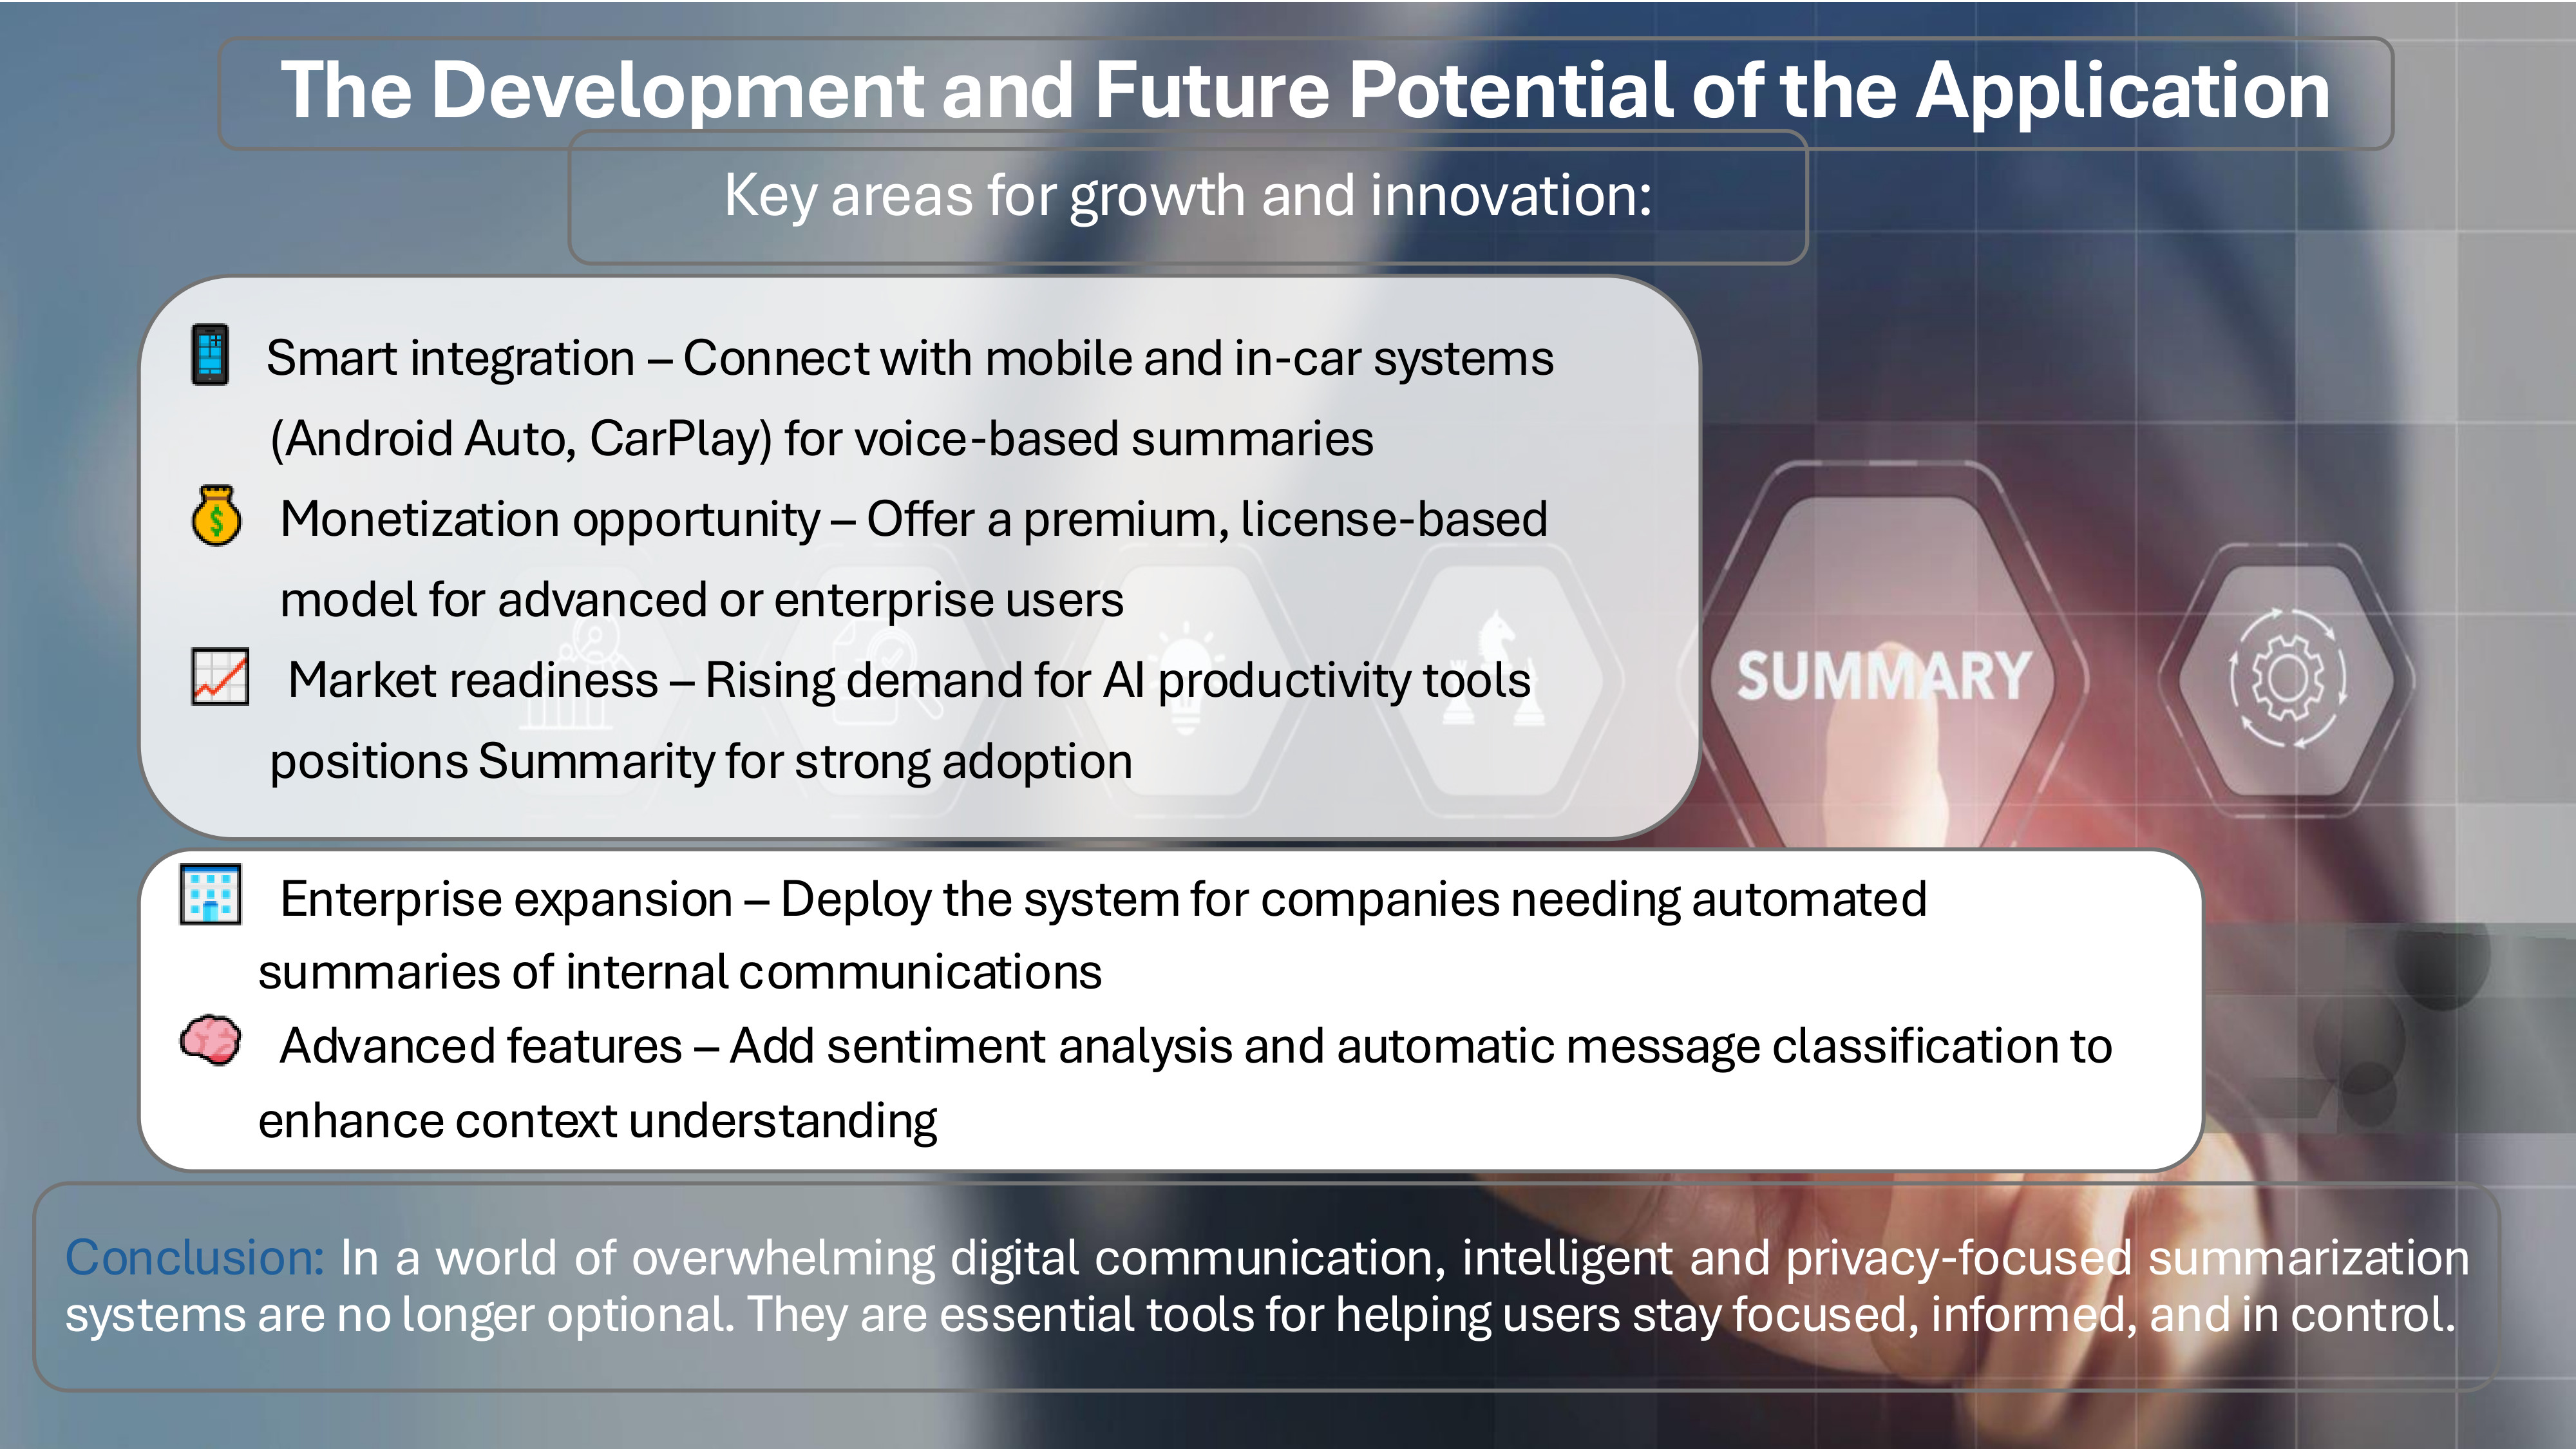 The Development and Future Potential of the Application
Key areas for growth and innovation:
Smart integration – Connect with mobile and in-car systems
(Android Auto, CarPlay) for voice-based summaries
Monetization opportunity – Offer a premium, license-based
model for advanced or enterprise users
Market readiness – Rising demand for AI productivity tools
positions Summarity for strong adoption
SUMMARY
Enterprise expansion – Deploy the system for companies needing automated
summaries of internal communications
Advanced features – Add sentiment analysis and automatic message classification to
enhance context understanding
Conclusion: In a world of overwhelming digital communication, intelligent and privacy-focused summarization
systems are no longer optional. They are essential tools for helping users stay focused, informed, and in control.